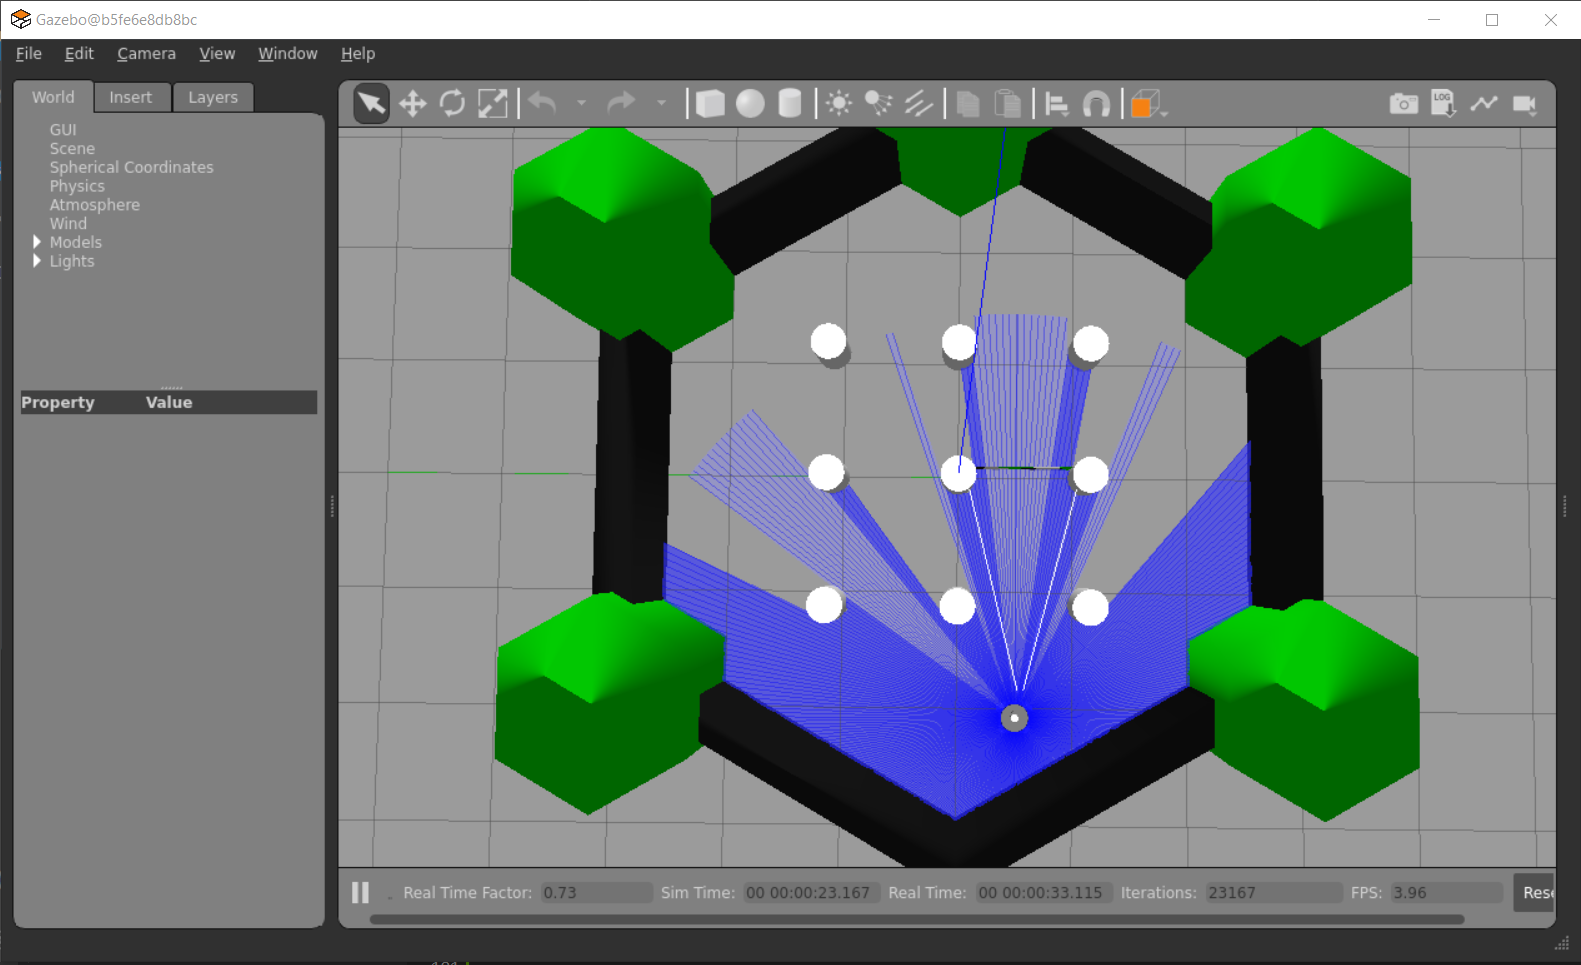 Gazebo@b5fe6e8db8bc
File Edit Camera View Window Help
World Insert Layers
LOG
GUI
Scene
Spherical Coordinates
Physics
Atmosphere
Wind
Models
Lights
Property Value
Real Time Factor: 0.73 Sim Time: 00 00:00:23.167 Real Time: 00 00:00:33.115 Iterations: 23167 FPS: 3.96 Rese